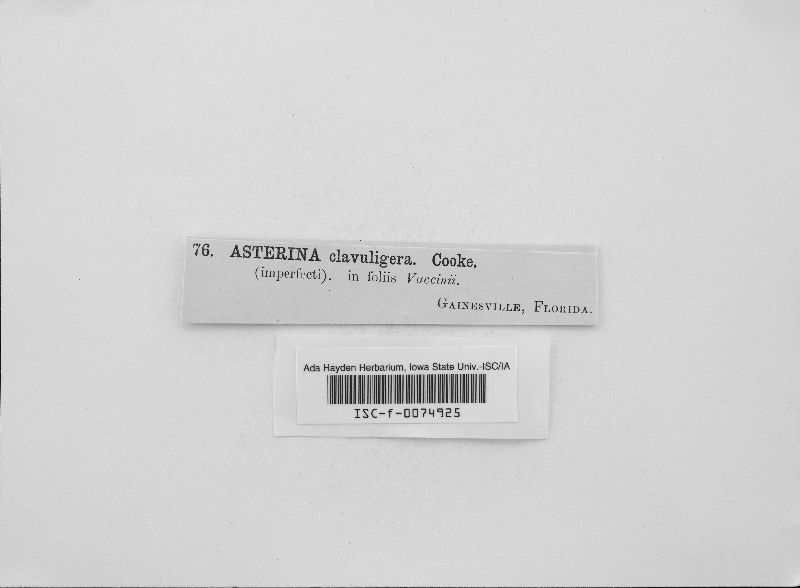 76. ASTERINA clavuligera. Cooke.
(imperfecti). in foliis Vaccinii.
GAINESVILLE, FLORIDA.
Ada Hayden Herbarium, Iowa State Univ.-ISC/IA
ISC-f-0074925